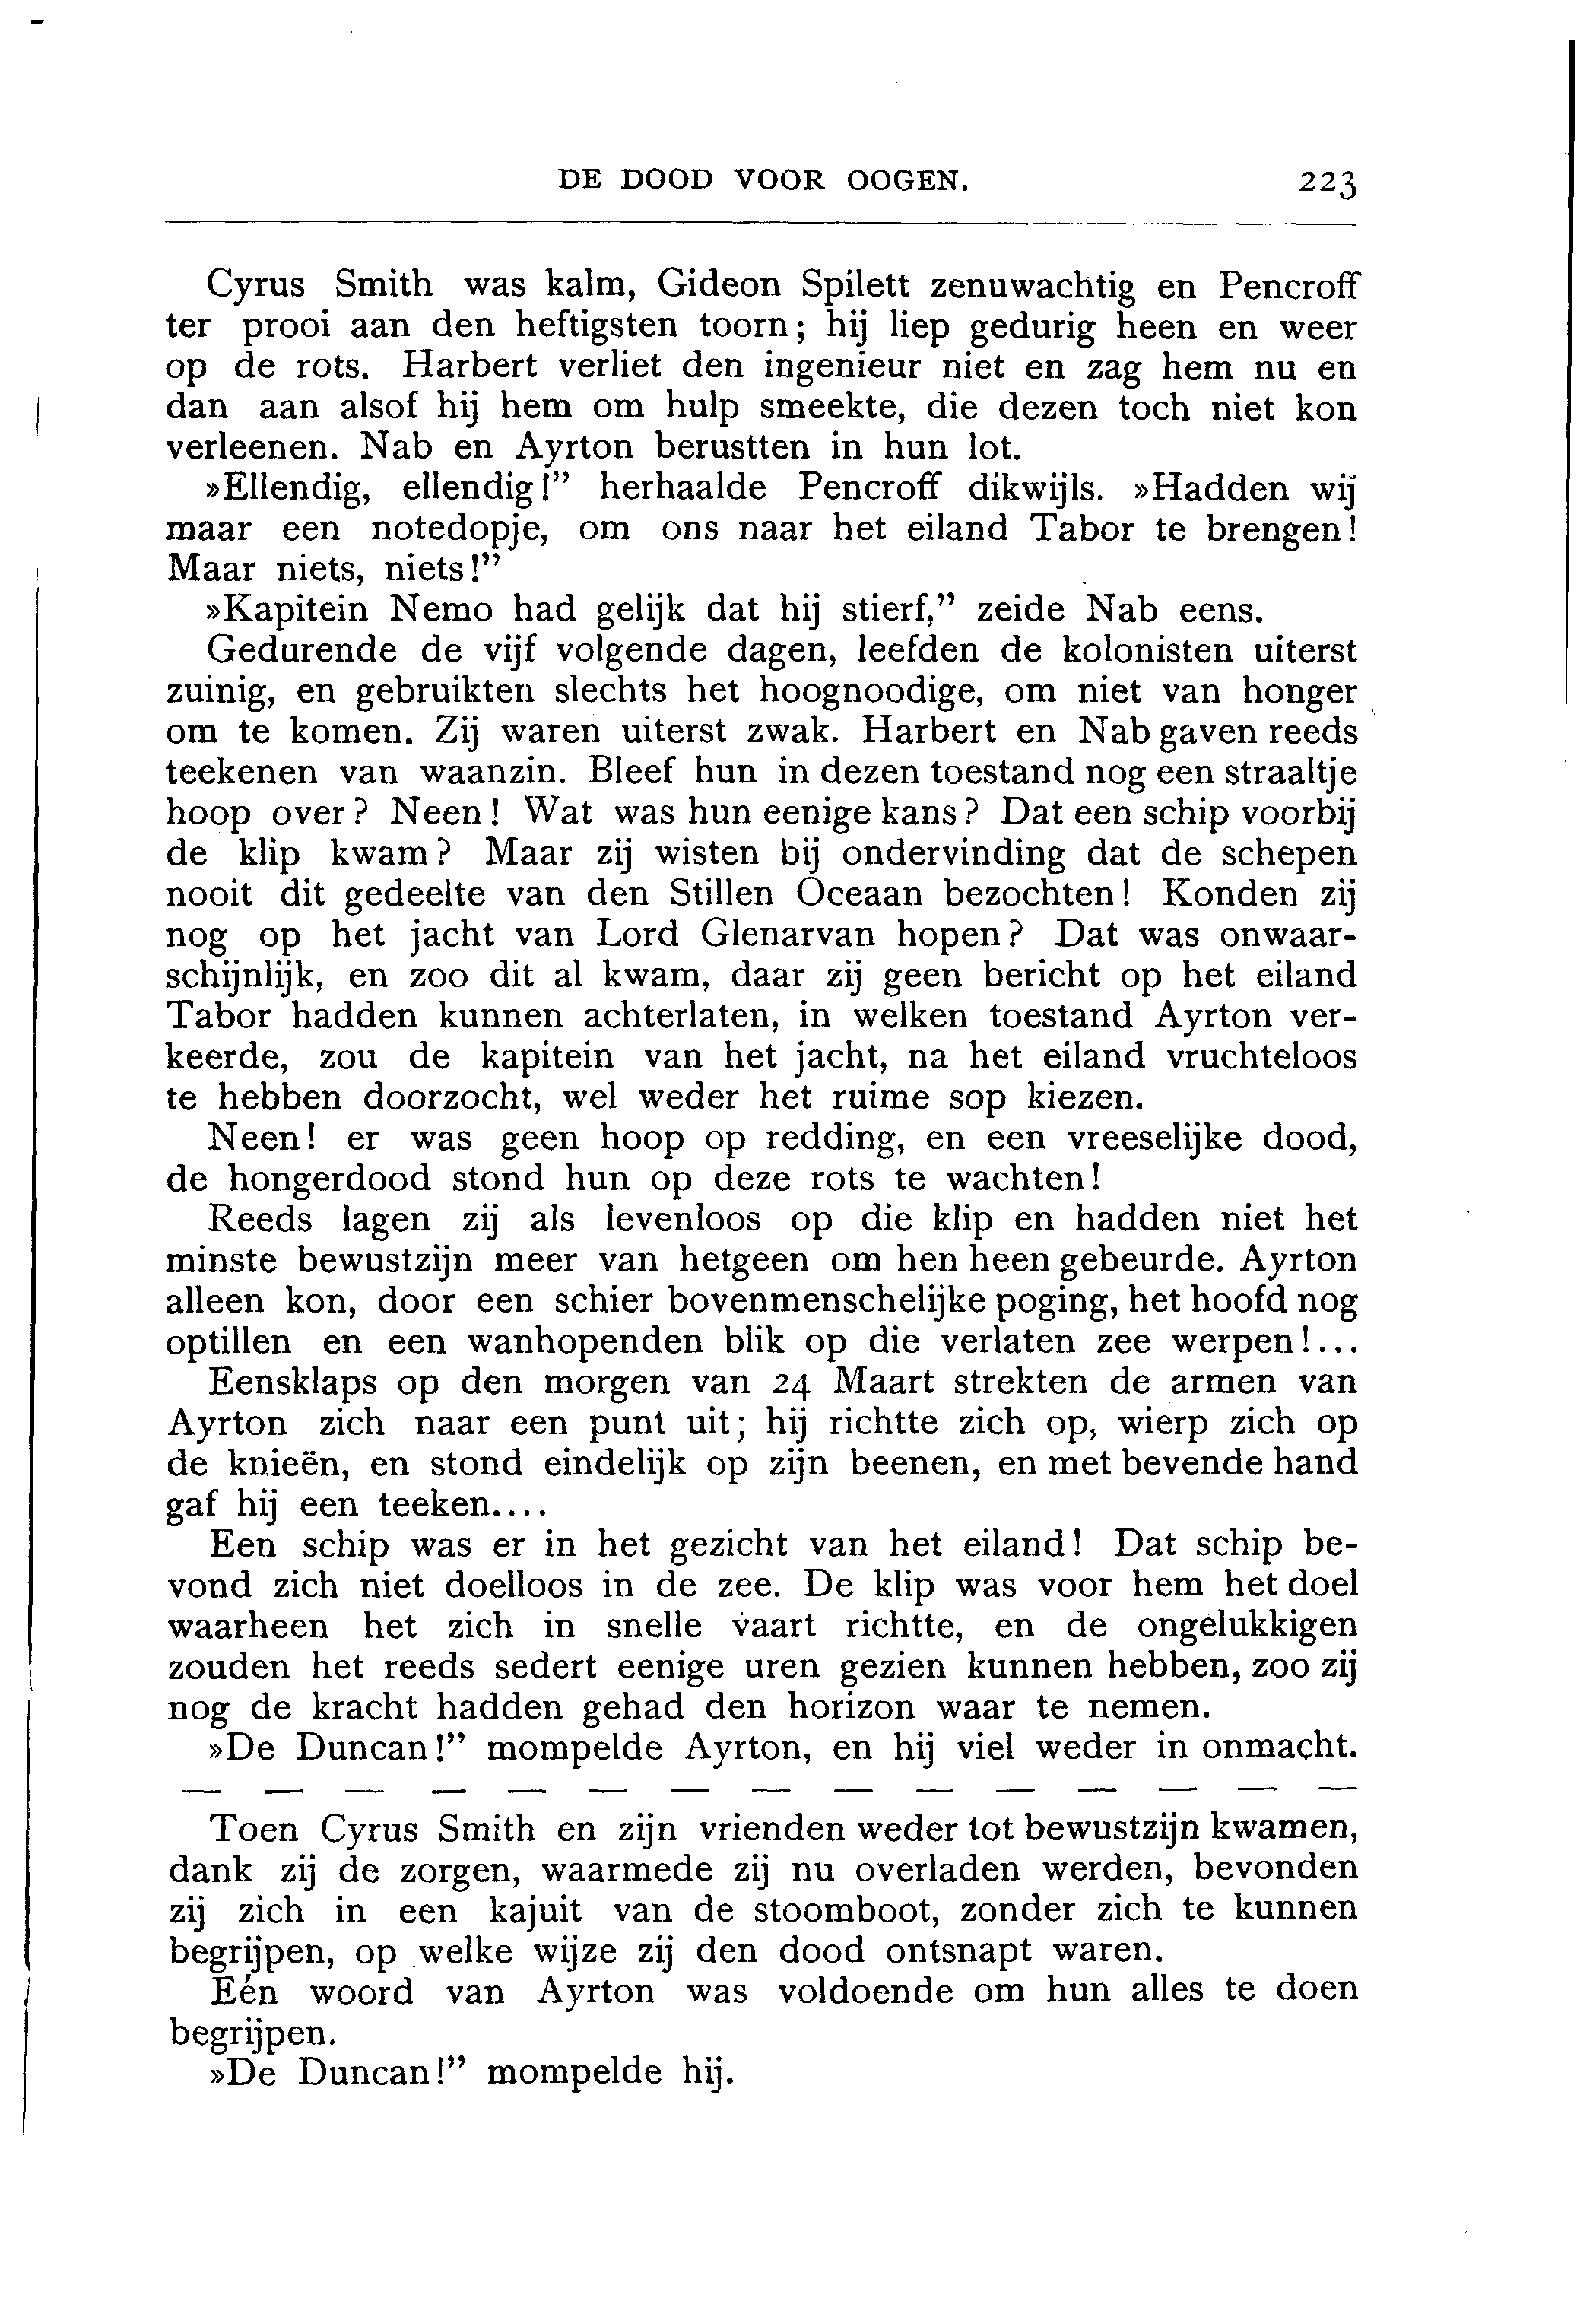 DE DOOD VOOR OOGEN. 223
Cyrus Smith was kalm, Gideon Spilett zenuwachtig en Pencroff
ter prooi aan den heftigsten toorn; hij liep gedurig heen en weer
op de rots. Harbert verliet den ingenieur niet en zag hem nu en
dan aan alsof hij hem om hulp smeekte, die dezen toch niet kon
verleenen. Nab en Ayrton berustten in hun lot.
»Ellendig, ellendig!” herhaalde Pencroff dikwijls. »Hadden wij
maar een notedopje, om ons naar het eiland Tabor te brengen!
Maar niets, niets!”
»Kapitein Nemo had gelijk dat hij stierf,” zeide Nab eens.
Gedurende de vijf volgende dagen, leefden de kolonisten uiterst
zuinig, en gebruikten slechts het hoognoodige, om niet van honger
om te komen. Zij waren uiterst zwak. Harbert en Nab gaven reeds
teekenen van waanzin. Bleef hun in dezen toestand nog een straaltje
hoop over? Neen! Wat was hun eenige kans? Dat een schip voorbij
de klip kwam? Maar zij wisten bij ondervinding dat de schepen
nooit dit gedeelte van den Stillen Oceaan bezochten! Konden zij
nog op het jacht van Lord Glenarvan hopen? Dat was onwaar-
schijnlijk, en zoo dit al kwam, daar zij geen bericht op het eiland
Tabor hadden kunnen achterlaten, in welken toestand Ayrton ver-
keerde, zou de kapitein van het jacht, na het eiland vruchteloos
te hebben doorzocht, wel weder het ruime sop kiezen.
Neen! er was geen hoop op redding, en een vreeselijke dood,
de hongerdood stond hun op deze rots te wachten!
Reeds lagen zij als levenloos op die klip en hadden niet het
minste bewustzijn meer van hetgeen om hen heen gebeurde. Ayrton
alleen kon, door een schier bovenmenschelijke poging, het hoofd nog
optillen en een wanhopenden blik op die verlaten zee werpen!...
Eensklaps op den morgen van 24 Maart strekten de armen van
Ayrton zich naar een punt uit; hij richtte zich op, wierp zich op
de knieën, en stond eindelijk op zijn beenen, en met bevende hand
gaf hij een teeken....
Een schip was er in het gezicht van het eiland! Dat schip be-
vond zich niet doelloos in de zee. De klip was voor hem het doel
waarheen het zich in snelle vaart richtte, en de ongelukkigen
zouden het reeds sedert eenige uren gezien kunnen hebben, zoo zij
nog de kracht hadden gehad den horizon waar te nemen.
»De Duncan!” mompelde Ayrton, en hij viel weder in onmacht.
— — — — — — — — — — — — — — —
Toen Cyrus Smith en zijn vrienden weder tot bewustzijn kwamen,
dank zij de zorgen, waarmede zij nu overladen werden, bevonden
zij zich in een kajuit van de stoomboot, zonder zich te kunnen
begrijpen, op welke wijze zij den dood ontsnapt waren.
Eén woord van Ayrton was voldoende om hun alles te doen
begrijpen.
»De Duncan!” mompelde hij.